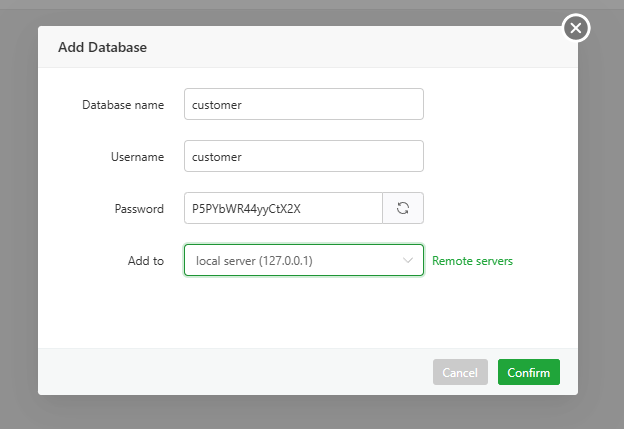 Add Database
Database name customer
Username customer
Password P5PYbWR44yyCtX2X
Add to local server (127.0.0.1) Remote servers
Cancel Confirm